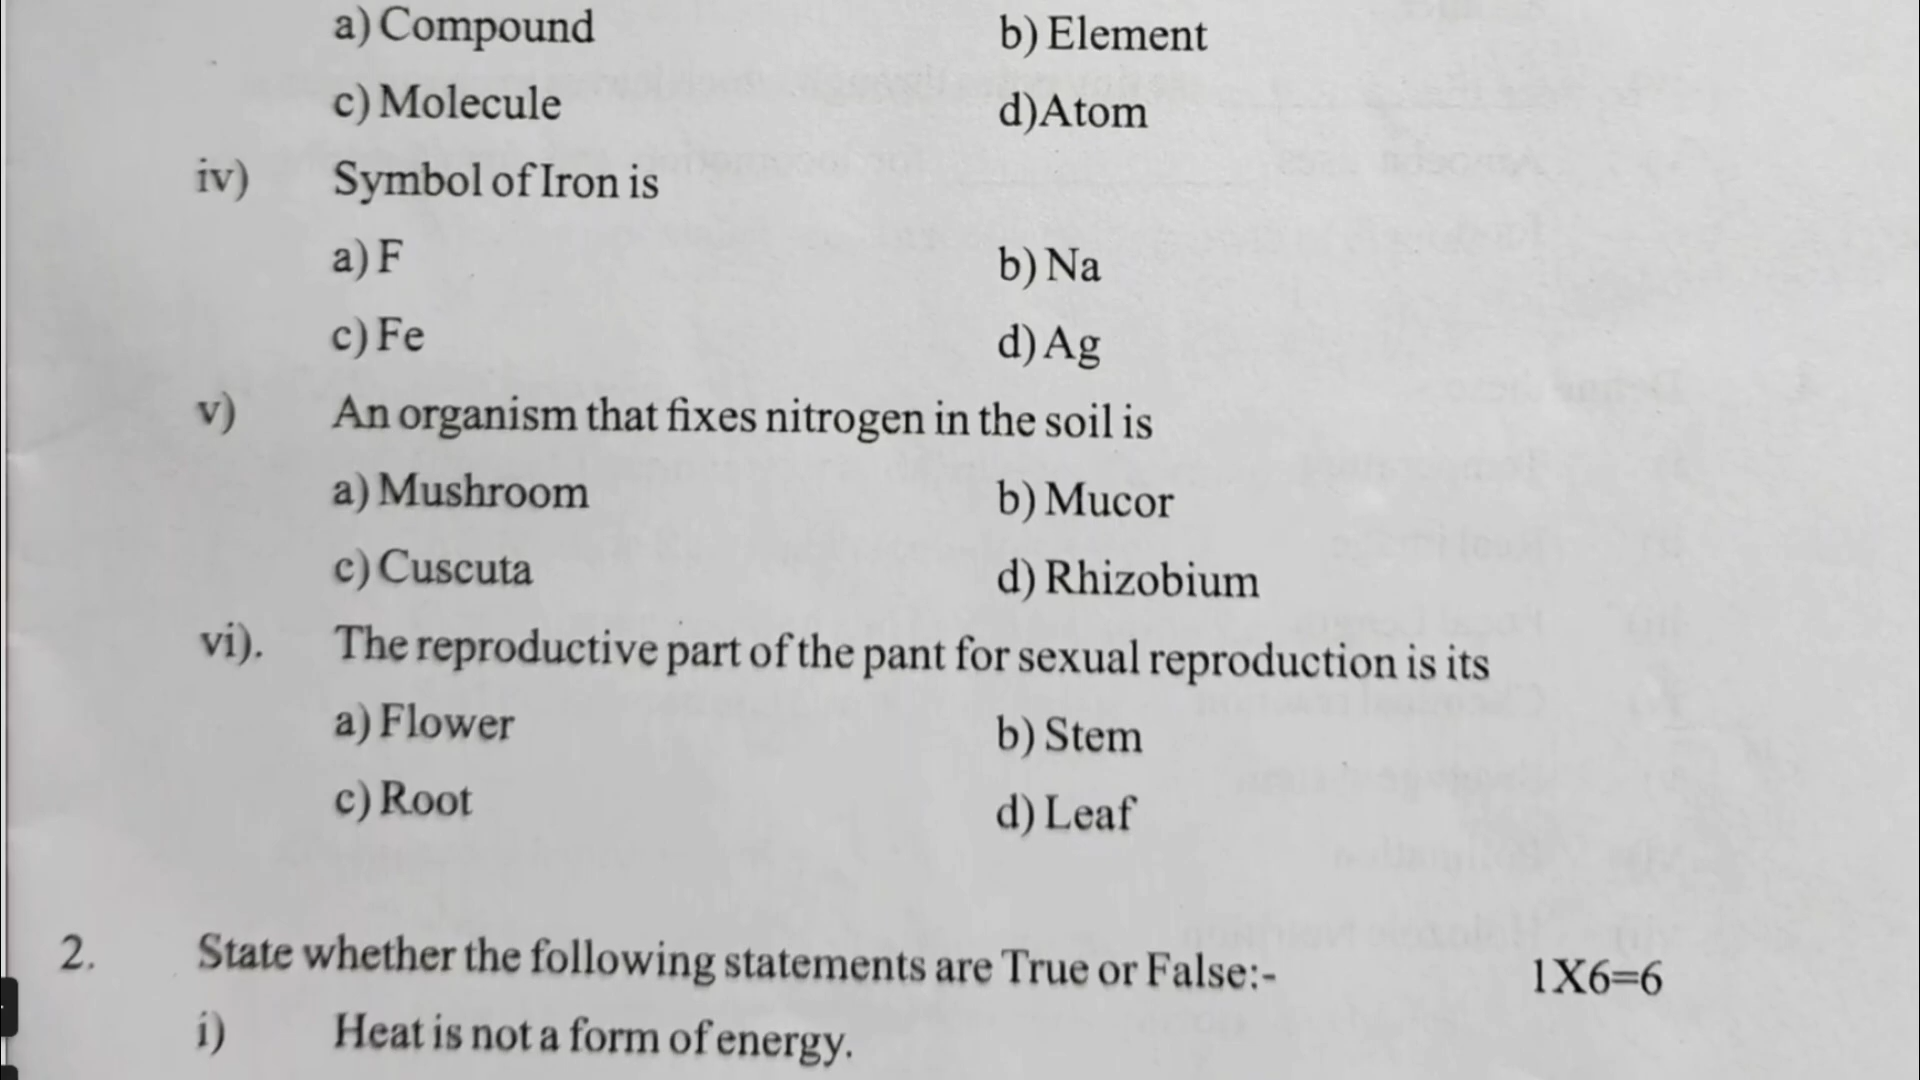 a) Compound b) Element
c) Molecule d)Atom
iv) Symbol of Iron is
a) F b) Na
c) Fe d) Ag
v) An organism that fixes nitrogen in the soil is
a) Mushroom b) Mucor
c) Cuscuta d) Rhizobium
vi). The reproductive part of the pant for sexual reproduction is its
a) Flower b) Stem
c) Root d) Leaf
2. State whether the following statements are True or False:- 1X6=6
i) Heat is not a form of energy.